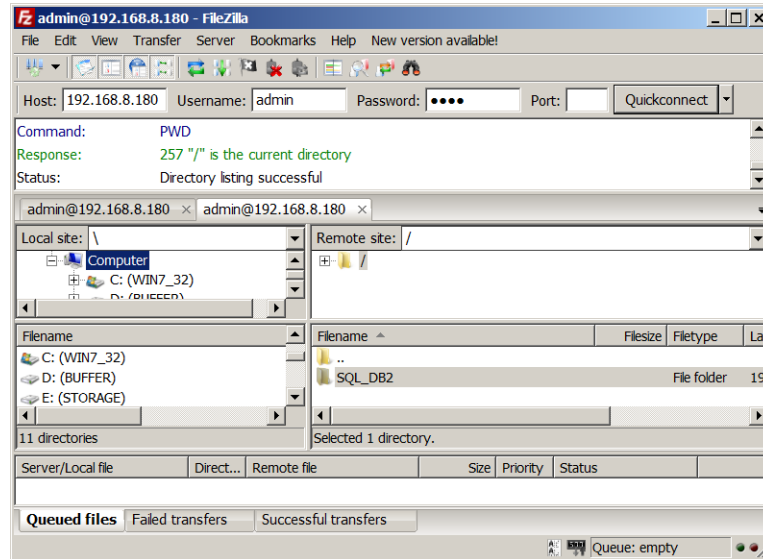 admin@192.168.8.180 - FileZilla
File Edit View Transfer Server Bookmarks Help New version available!
Host: 192.168.8.180 Username: admin Password: ●●●● Port: Quickconnect
Command: PWD
Response: 257 "/" is the current directory
Status: Directory listing successful
admin@192.168.8.180 × admin@192.168.8.180 ×
Local site: \ Remote site: /
Computer /
C: (WIN7_32)
D: (BUFFER)
Filename Filename Filesize Filetype La
C: (WIN7_32) ..
D: (BUFFER) SQL_DB2 File folder 19
E: (STORAGE)
11 directories Selected 1 directory.
Server/Local file Direct... Remote file Size Priority Status
Queued files Failed transfers Successful transfers
Queue: empty